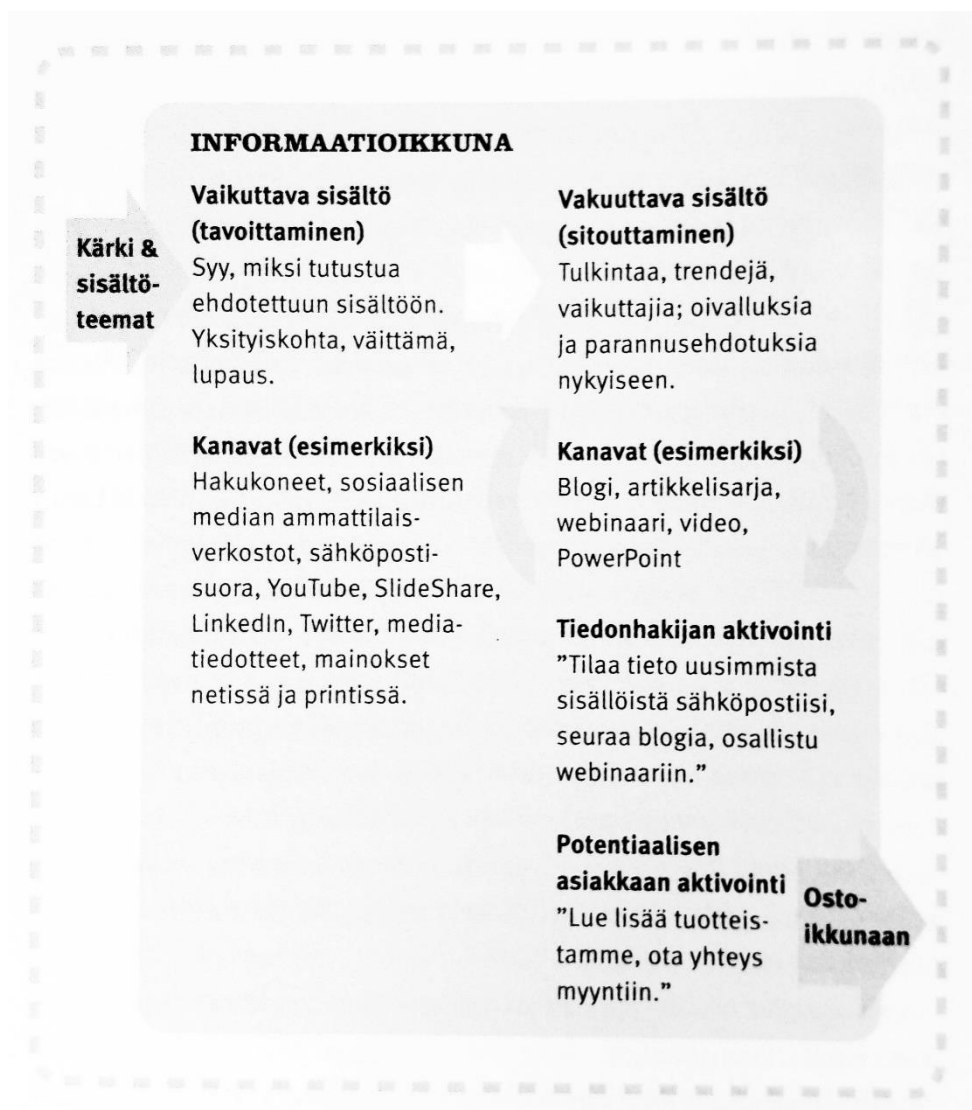 INFORMAATIOIKKUNA
Kärki &
sisältö-
teemat
Vaikuttava sisältö
(tavoittaminen)
Syy, miksi tutustua
ehdotettuun sisältöön.
Yksityiskohta, väittämä,
lupaus.
Kanavat (esimerkiksi)
Hakukoneet, sosiaalisen
median ammattilais-
verkostot, sähköposti-
suora, YouTube, SlideShare,
LinkedIn, Twitter, media-
tiedotteet, mainokset
netissä ja printissä.
Vakuuttava sisältö
(sitouttaminen)
Tulkintaa, trendejä,
vaikuttajia; oivalluksia
ja parannusehdotuksia
nykyiseen.
Kanavat (esimerkiksi)
Blogi, artikkelisarja,
webinaari, video,
PowerPoint
Tiedonhakijan aktivointi
”Tilaa tieto uusimmista
sisällöistä sähköpostiisi,
seuraa blogia, osallistu
webinaariin.”
Potentiaalisen
asiakkaan aktivointi
”Lue lisää tuotteis-
tamme, ota yhteys
myyntiin.”
Osto-
ikkunaan